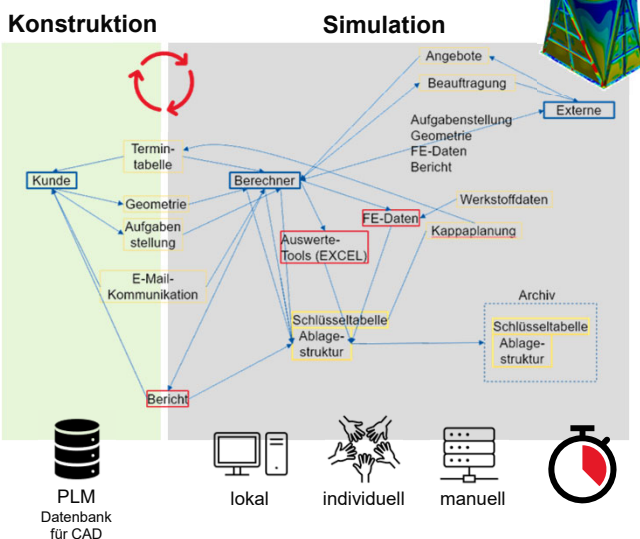 Konstruktion
Simulation
Angebote
Beauftragung
Externe
Aufgabenstellung
Geometrie
FE-Daten
Bericht
Termin-
tabelle
Kunde
Berechner
Geometrie
Aufgaben
stellung
FE-Daten
Werkstoffdaten
Kappaplanung
Auswerte-
Tools (EXCEL)
E-Mail-
Kommunikation
Archiv
Schlüsseltabelle
Ablage-
struktur
Schlüsseltabelle
Ablage-
struktur
Bericht
PLM
Datenbank
für CAD
lokal
individuell
manuell